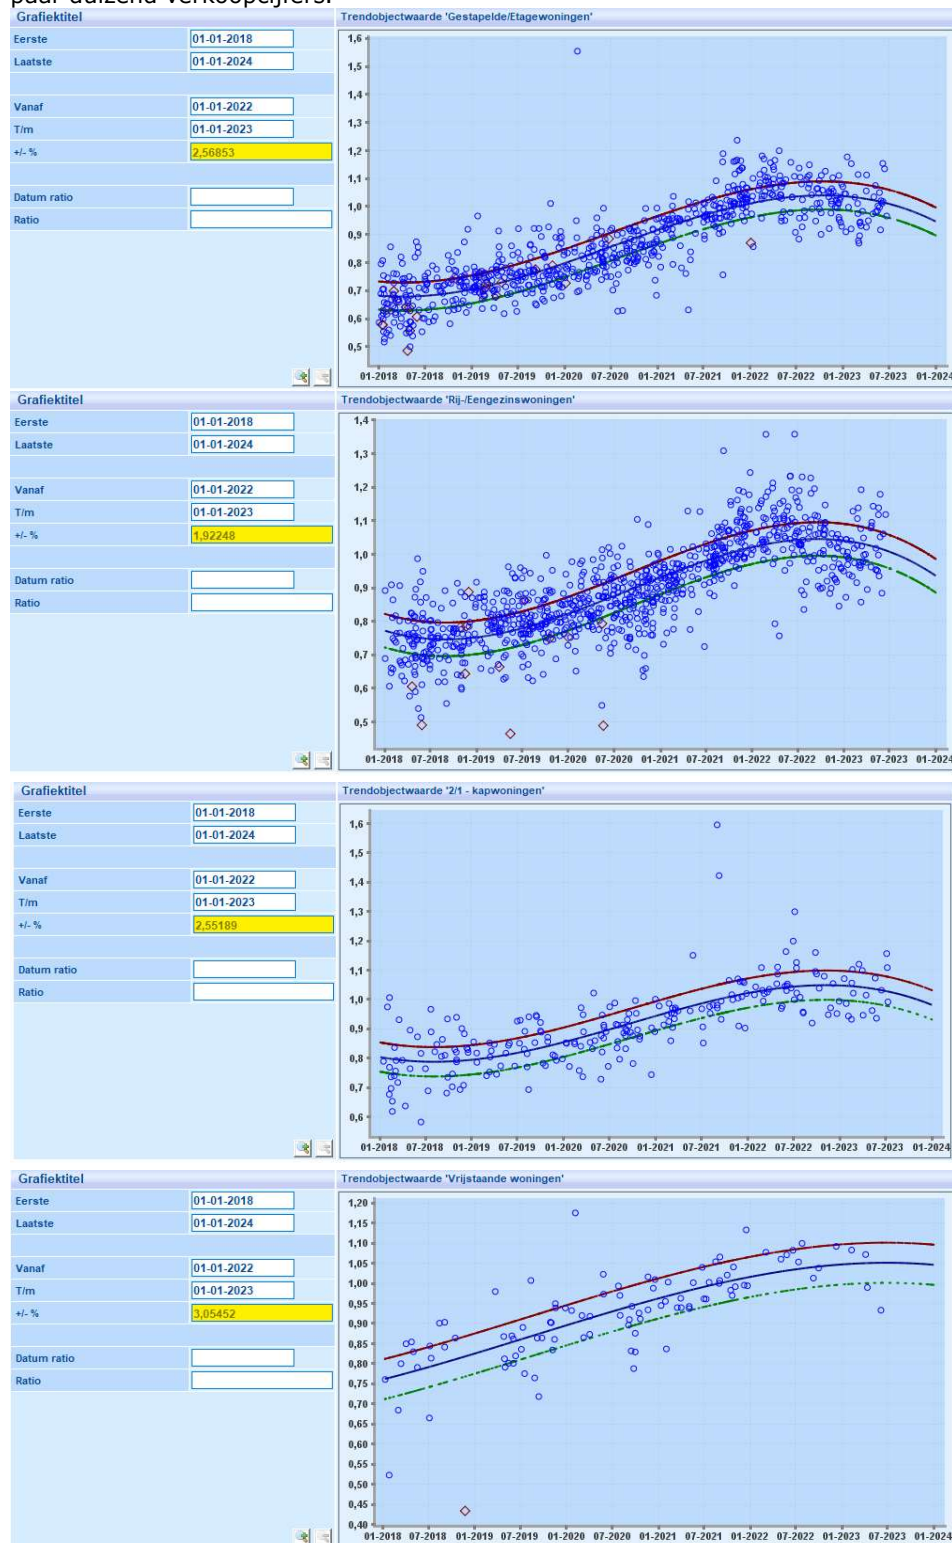 paar duizend verkoopcijfers.
Grafiektitel
Eerste 01-01-2018
Laatste 01-01-2024
Vanaf 01-01-2022
T/m 01-01-2023
+/- % 2,56853
Datum ratio
Ratio
Trendobjectwaarde 'Gestapelde/Etagewoningen'
1,6
1,5
1,4
1,3
1,2
1,1
1,0
0,9
0,8
0,7
0,6
0,5
01-2018 07-2018 01-2019 07-2019 01-2020 07-2020 01-2021 07-2021 01-2022 07-2022 01-2023 07-2023 01-2024
Grafiektitel
Eerste 01-01-2018
Laatste 01-01-2024
Vanaf 01-01-2022
T/m 01-01-2023
+/- % 1,92248
Datum ratio
Ratio
Trendobjectwaarde 'Rij-/Eengezinswoningen'
1,4
1,3
1,2
1,1
1,0
0,9
0,8
0,7
0,6
0,5
01-2018 07-2018 01-2019 07-2019 01-2020 07-2020 01-2021 07-2021 01-2022 07-2022 01-2023 07-2023 01-2024
Grafiektitel
Eerste 01-01-2018
Laatste 01-01-2024
Vanaf 01-01-2022
T/m 01-01-2023
+/- % 2,55189
Datum ratio
Ratio
Trendobjectwaarde '2/1 - kapwoningen'
1,6
1,5
1,4
1,3
1,2
1,1
1,0
0,9
0,8
0,7
0,6
01-2018 07-2018 01-2019 07-2019 01-2020 07-2020 01-2021 07-2021 01-2022 07-2022 01-2023 07-2023 01-2024
Grafiektitel
Eerste 01-01-2018
Laatste 01-01-2024
Vanaf 01-01-2022
T/m 01-01-2023
+/- % 3,05452
Datum ratio
Ratio
Trendobjectwaarde 'Vrijstaande woningen'
1,20
1,15
1,10
1,05
1,00
0,95
0,90
0,85
0,80
0,75
0,70
0,65
0,60
0,55
0,50
0,45
0,40
01-2018 07-2018 01-2019 07-2019 01-2020 07-2020 01-2021 07-2021 01-2022 07-2022 01-2023 07-2023 01-2024